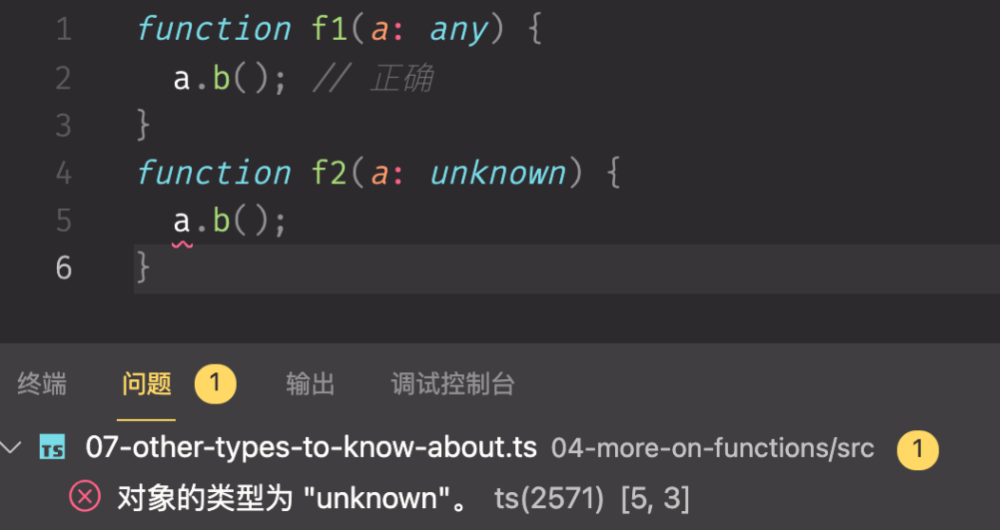 1 function f1(a: any) {
2 a.b(); // 正确
3 }
4 function f2(a: unknown) {
5 a.b();
6 }
终端 问题 1 输出 调试控制台
TS 07-other-types-to-know-about.ts 04-more-on-functions/src 1
对象的类型为 "unknown"。 ts(2571) [5, 3]